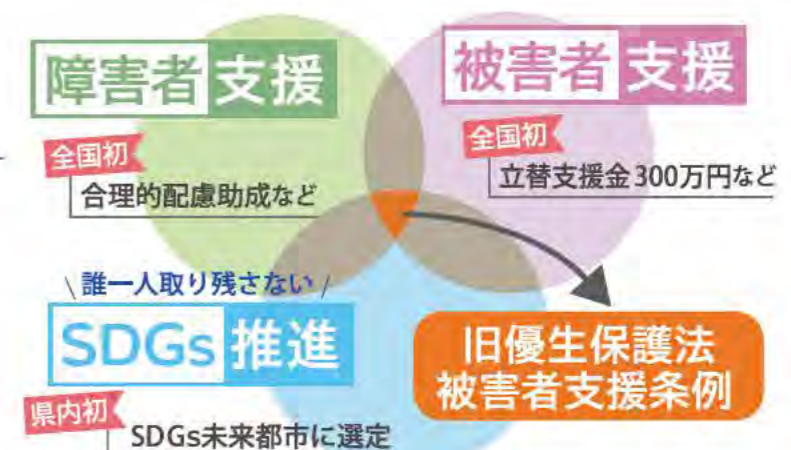 障害者支援
全国初
合理的配慮助成など
被害者支援
全国初
立替支援金300万円など
\ 誰一人取り残さない /
SDGs推進
県内初
SDGs未来都市に選定
旧優生保護法
被害者支援条例